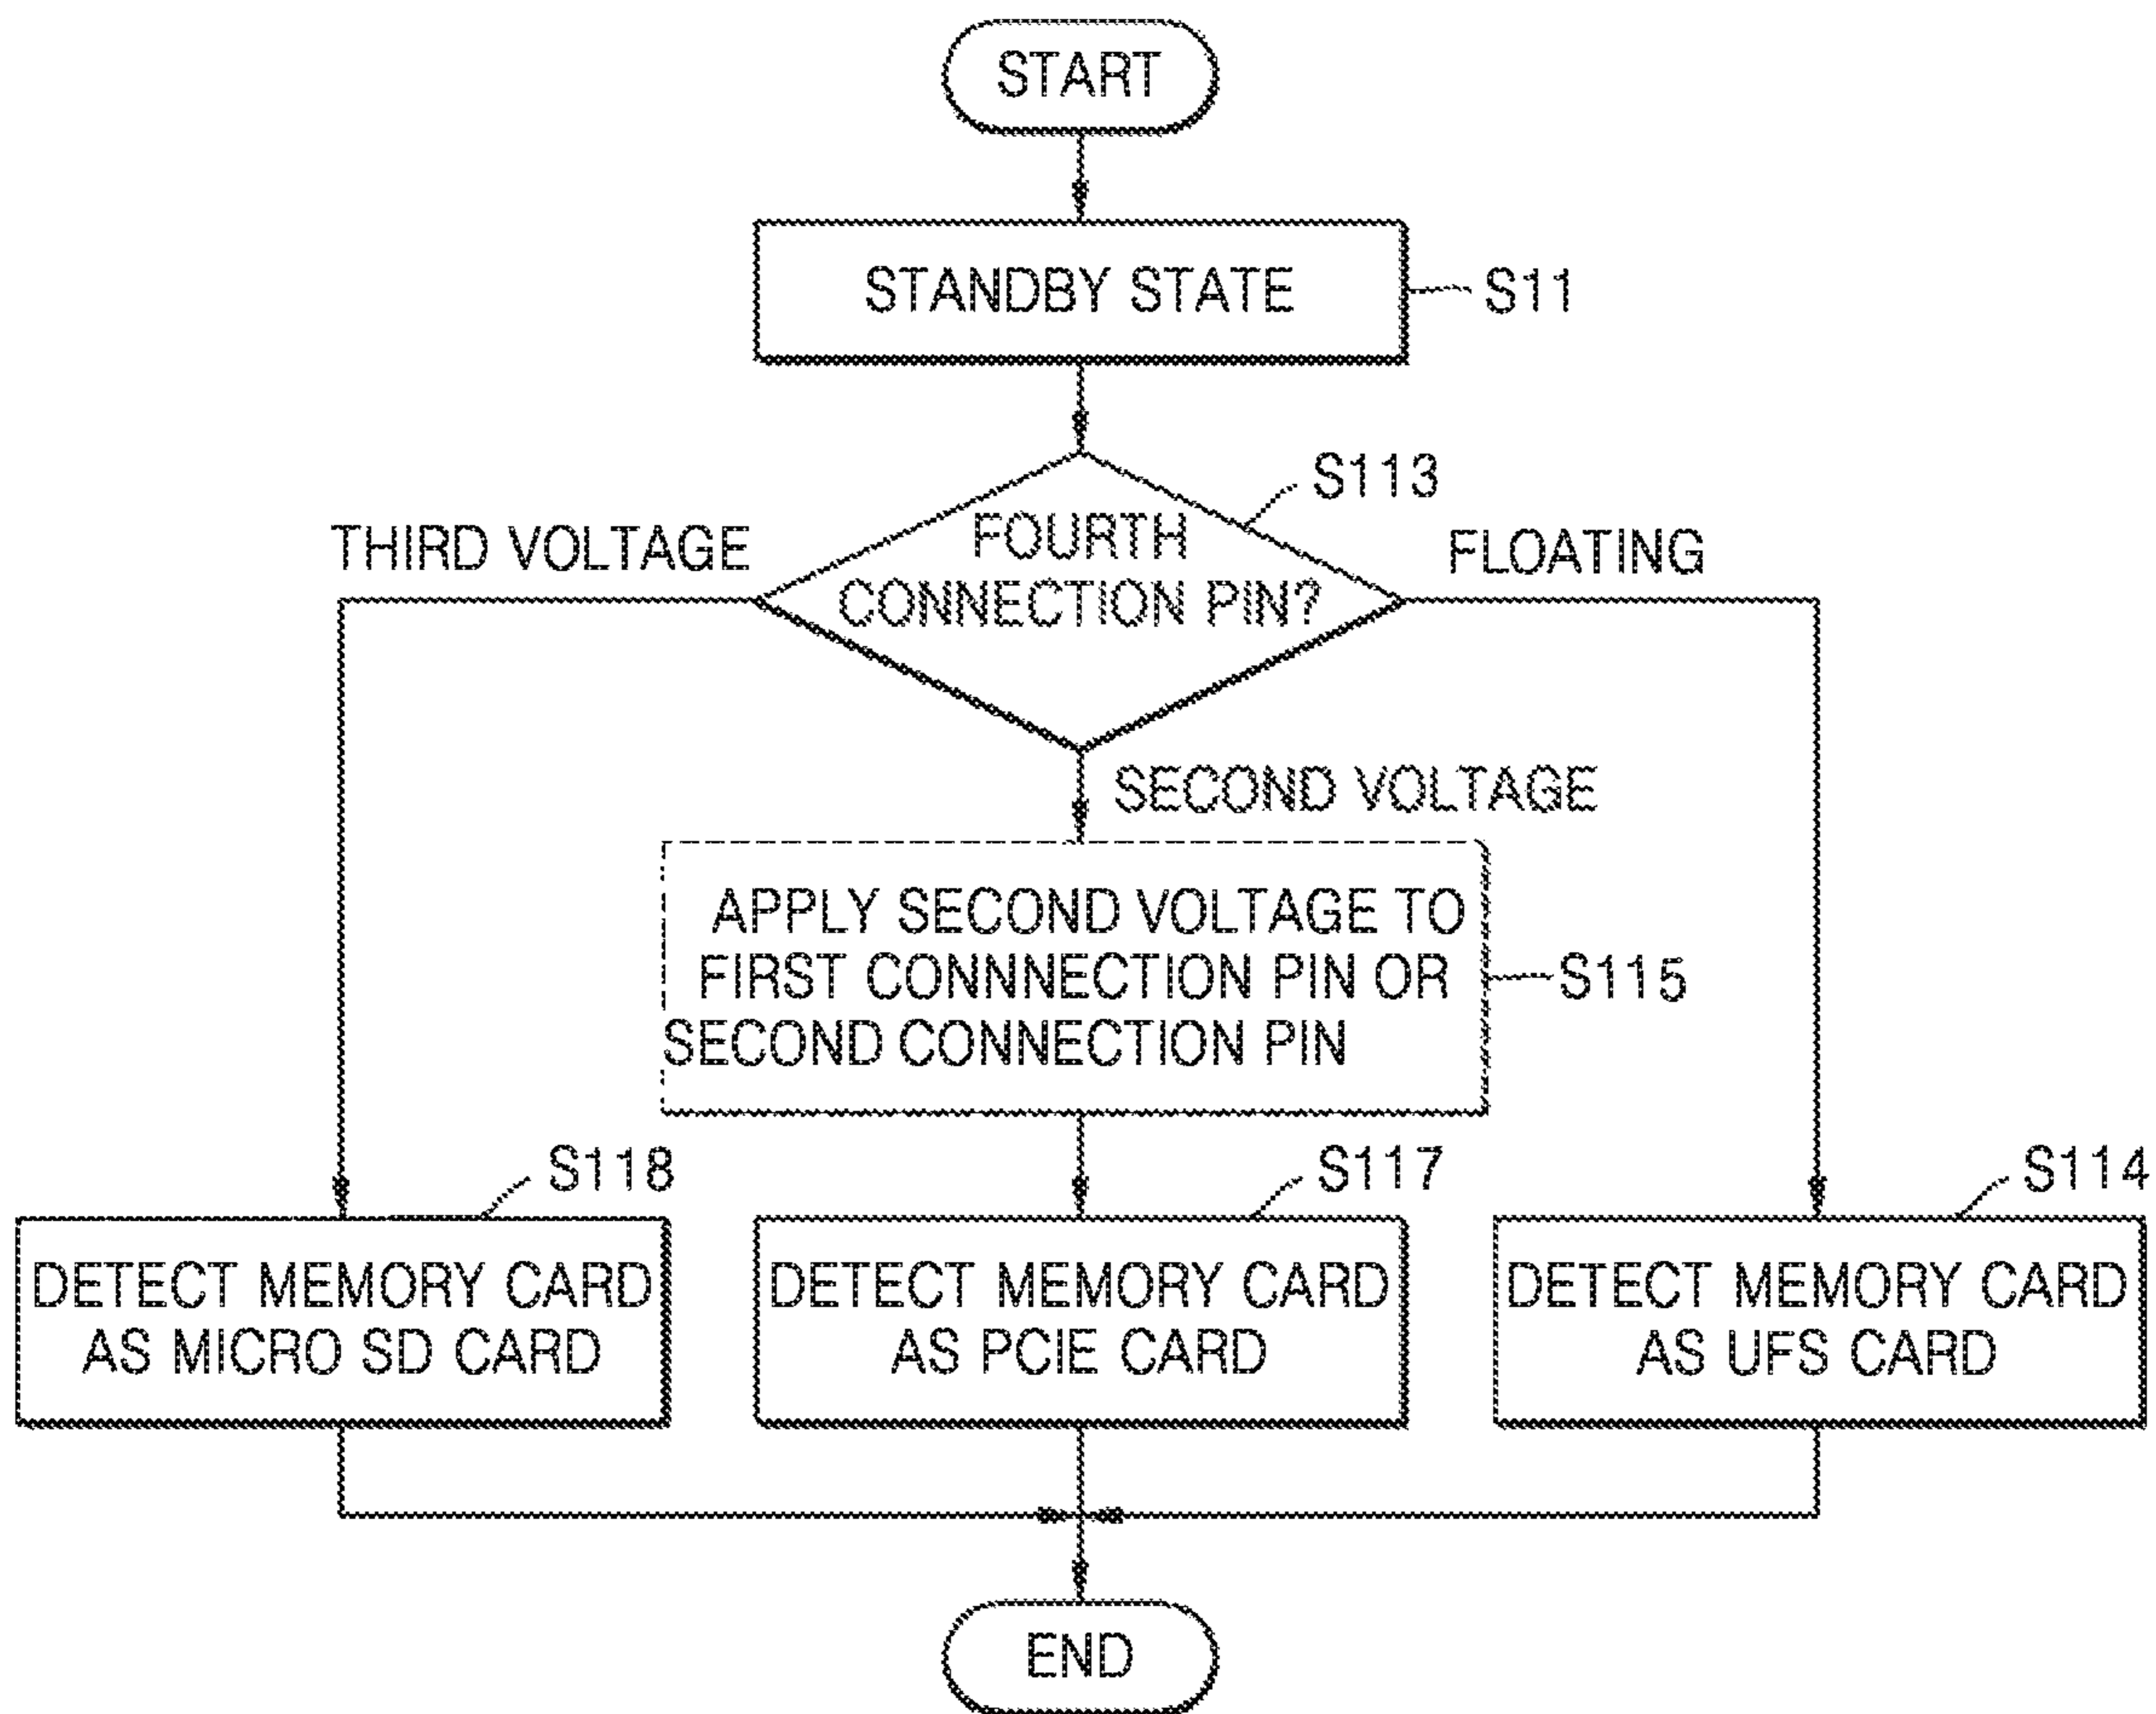 START
STANDBY STATE
S11
S113
FOURTH
CONNECTION PIN?
THIRD VOLTAGE
FLOATING
SECOND VOLTAGE
APPLY SECOND VOLTAGE TO
FIRST CONNNECTION PIN OR
SECOND CONNECTION PIN
S115
S118
S117
S114
DETECT MEMORY CARD
AS MICRO SD CARD
DETECT MEMORY CARD
AS PCIE CARD
DETECT MEMORY CARD
AS UFS CARD
END